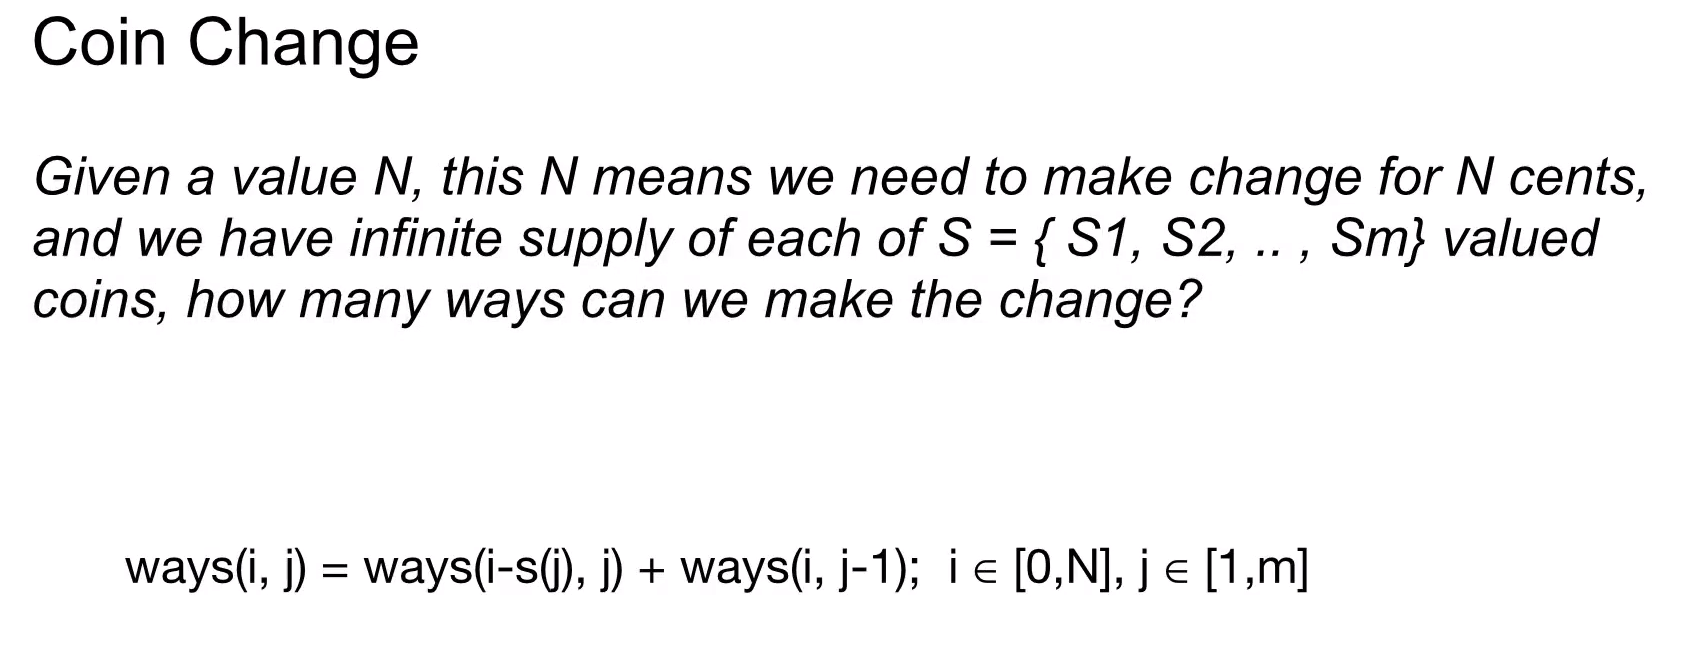 Coin Change
Given a value N, this N means we need to make change for N cents,
and we have infinite supply of each of S = { S1, S2, .. , Sm} valued
coins, how many ways can we make the change?
ways(i, j) = ways(i-s(j), j) + ways(i, j-1);  i ∈ [0,N], j ∈ [1,m]